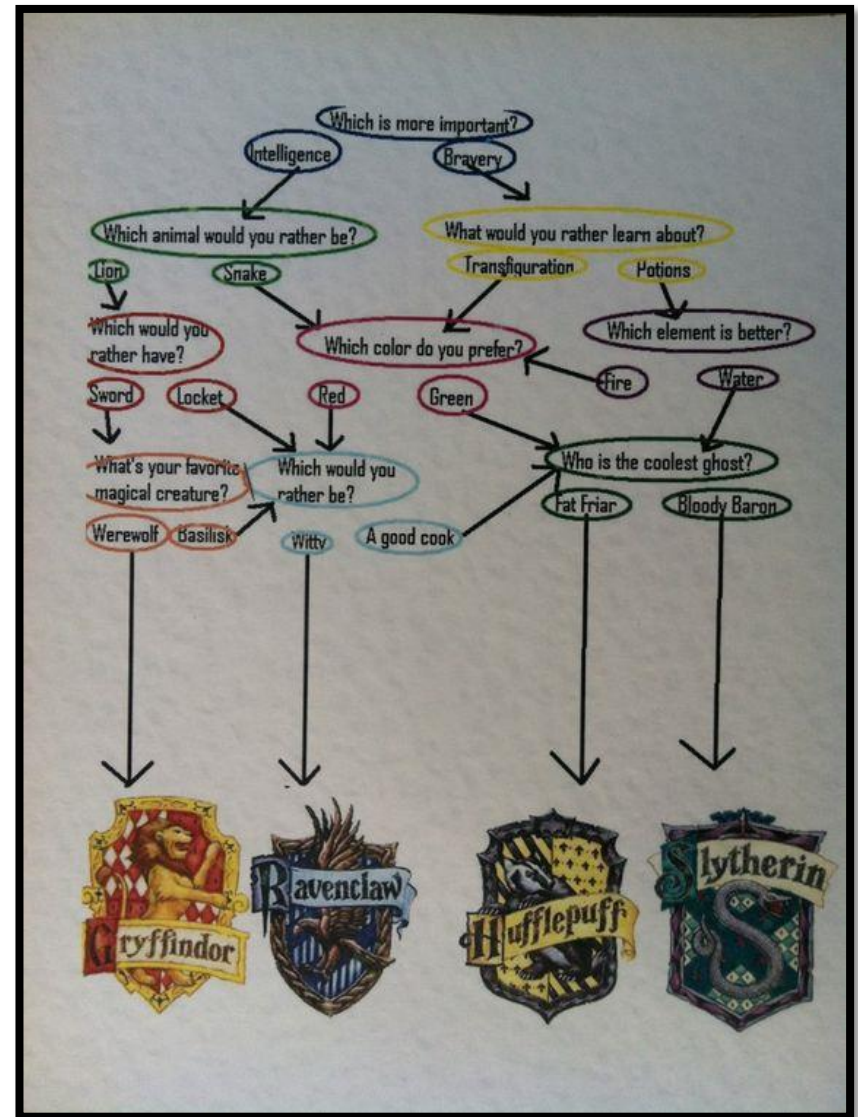 Which is more important?
Intelligence
Bravery
Which animal would you rather be?
What would you rather learn about?
Lion
Snake
Transfiguration
Potions
Which would you
rather have?
Which color do you prefer?
Which element is better?
Sword
Locket
Red
Green
Fire
Water
What's your favorite
magical creature?
Which would you
rather be?
Who is the coolest ghost?
Werewolf
Basilisk
Witty
A good cook
Fat Friar
Bloody Baron
Gryffindor
Ravenclaw
Hufflepuff
Slytherin